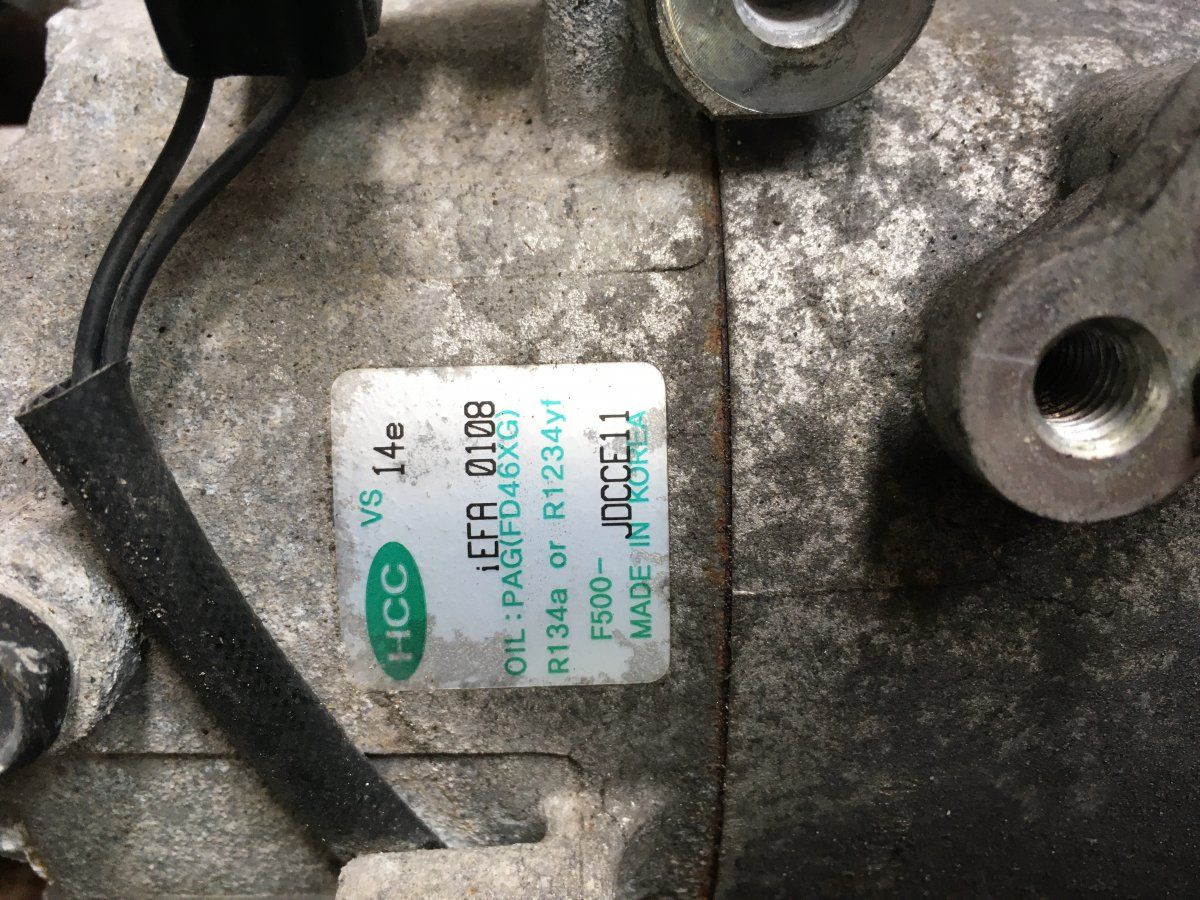 HCC VS 14e
iEFA 0108
OIL:PAG(FD46XG)
R134a or R1234yf
F500- JDCCE11
MADE IN KOREA